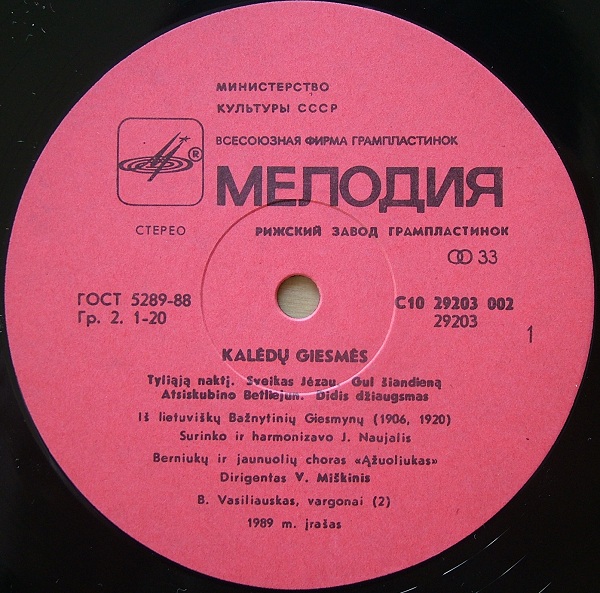 МИНИСТЕРСТВО
КУЛЬТУРЫ СССР
ВСЕСОЮЗНАЯ ФИРМА ГРАМПЛАСТИНОК
®
МЕЛОДИЯ
СТЕРЕО
РИЖСКИЙ ЗАВОД ГРАМПЛАСТИНОК
33
ГОСТ 5289-88
С10 29203 002
Гр. 2. 1-20
29203
1
KALĖDŲ GIESMĖS
Tyliąją naktį. Sveikas Jėzau. Gul šiandieną
Atsiskubino Betliejun. Didis džiaugsmas
Iš lietuviškų Bažnytinių Giesmynų (1906, 1920)
Surinko ir harmonizavo J. Naujalis
Berniukų ir jaunuolių choras «Ąžuoliukas»
Dirigentas V. Miškinis
B. Vasiliauskas, vargonai (2)
1989 m. įrašas